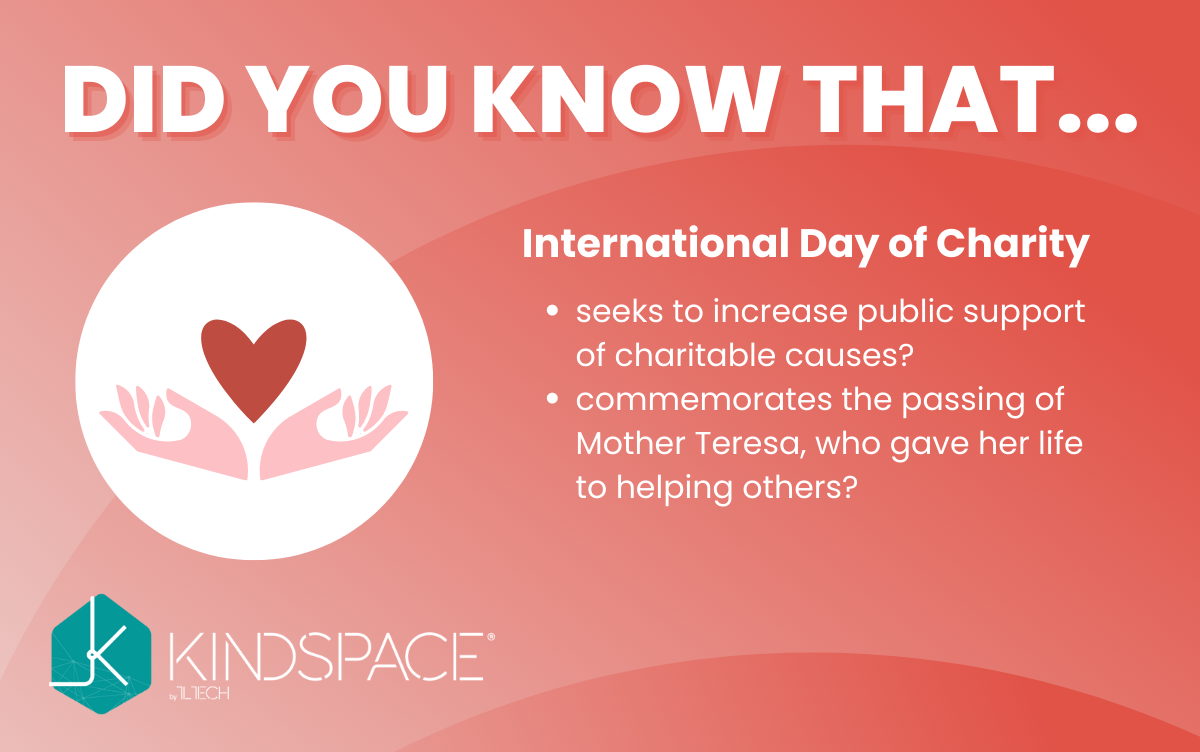 DID YOU KNOW THAT...
International Day of Charity
• seeks to increase public support
of charitable causes?
• commemorates the passing of
Mother Teresa, who gave her life
to helping others?
KINDSPACE®
by TLTECH